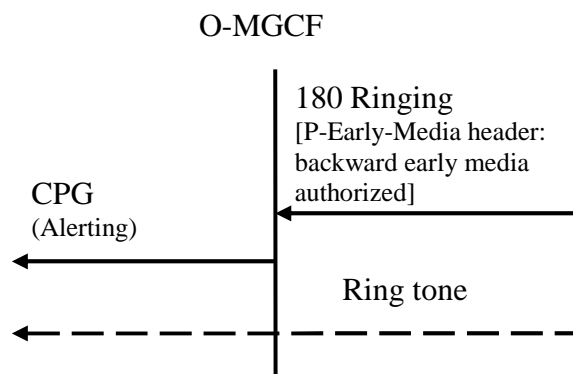 O-MGCF
180 Ringing
[P-Early-Media header:
backward early media
authorized]
CPG
(Alerting)
Ring tone